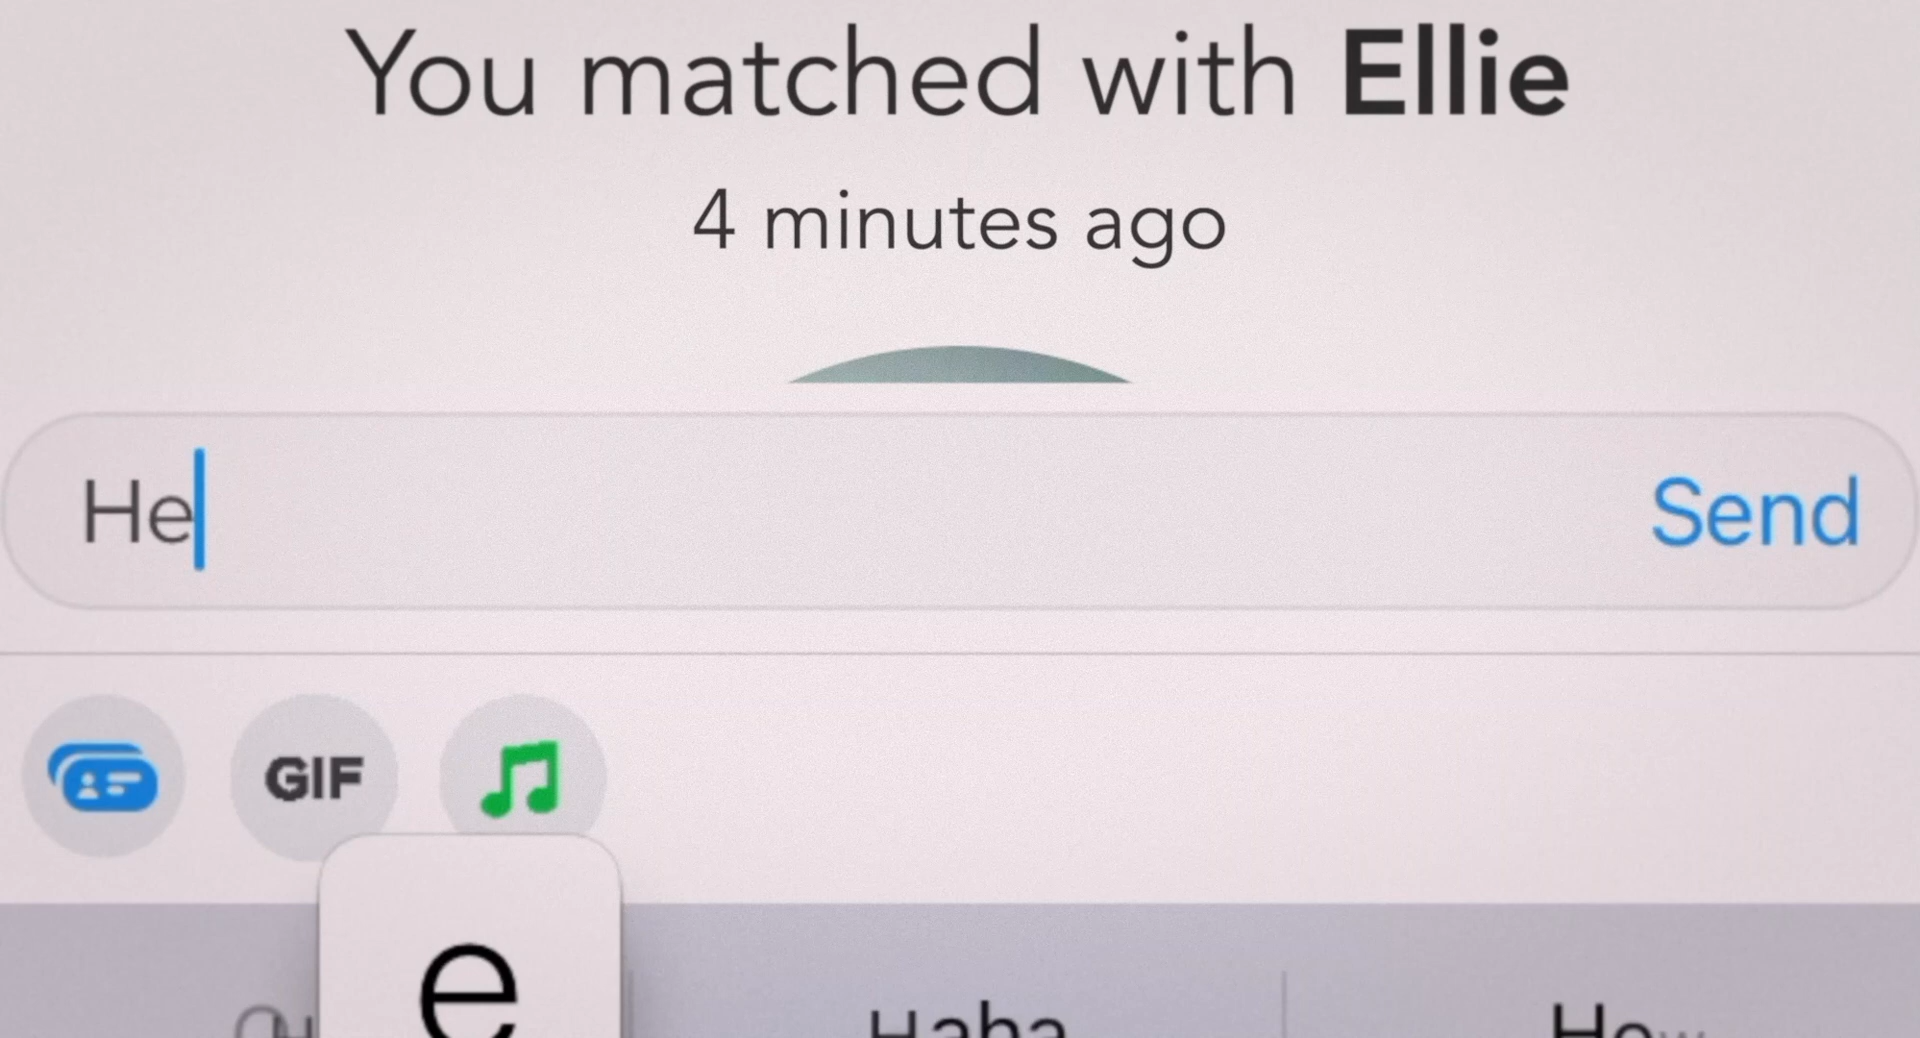 You matched with Ellie
4 minutes ago
He
Send
GIF
e
Haha